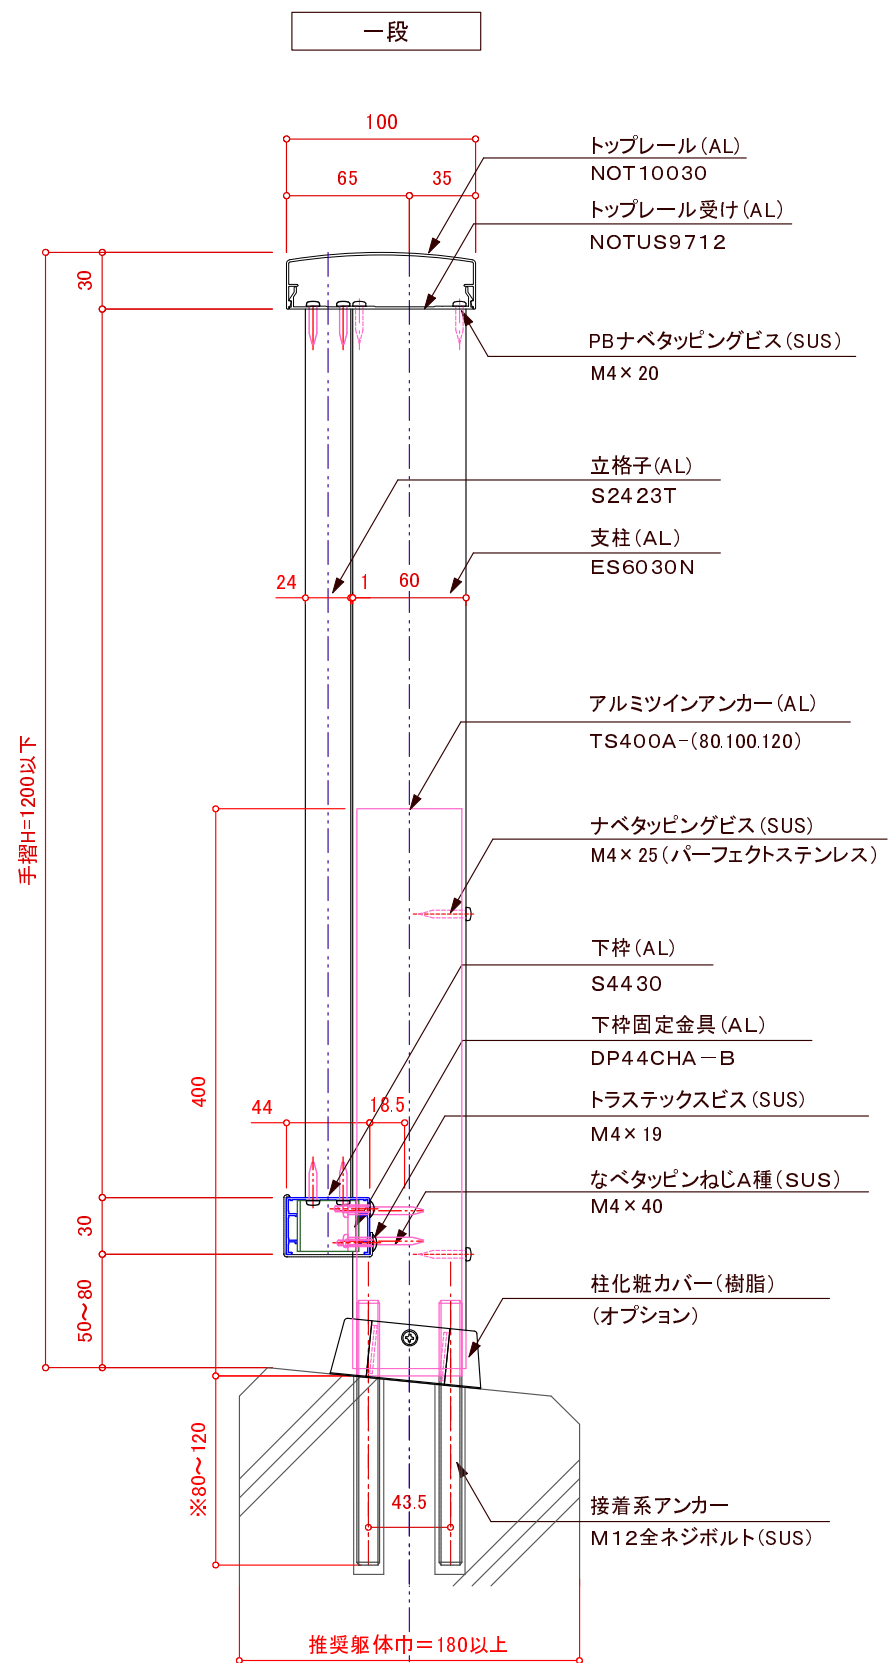 一段
100
65
35
トップレール(AL)
NOT10030
トップレール受け(AL)
NOTUS9712
30
PBナベタッピングビス(SUS)
M4×20
立格子(AL)
S2423T
支柱(AL)
ES6030N
24
1
60
アルミツインアンカー(AL)
TS400A-(80.100.120)
手摺H=1200以下
ナベタッピングビス(SUS)
M4×25(パーフェクトステンレス)
下枠(AL)
S4430
下枠固定金具(AL)
DP44CHA-B
400
44
18.5
トラステックスビス(SUS)
M4×19
なべタッピンねじA種(SUS)
M4×40
30
50～80
柱化粧カバー(樹脂)
(オプション)
※80～120
43.5
接着系アンカー
M12全ネジボルト(SUS)
推奨躯体巾=180以上